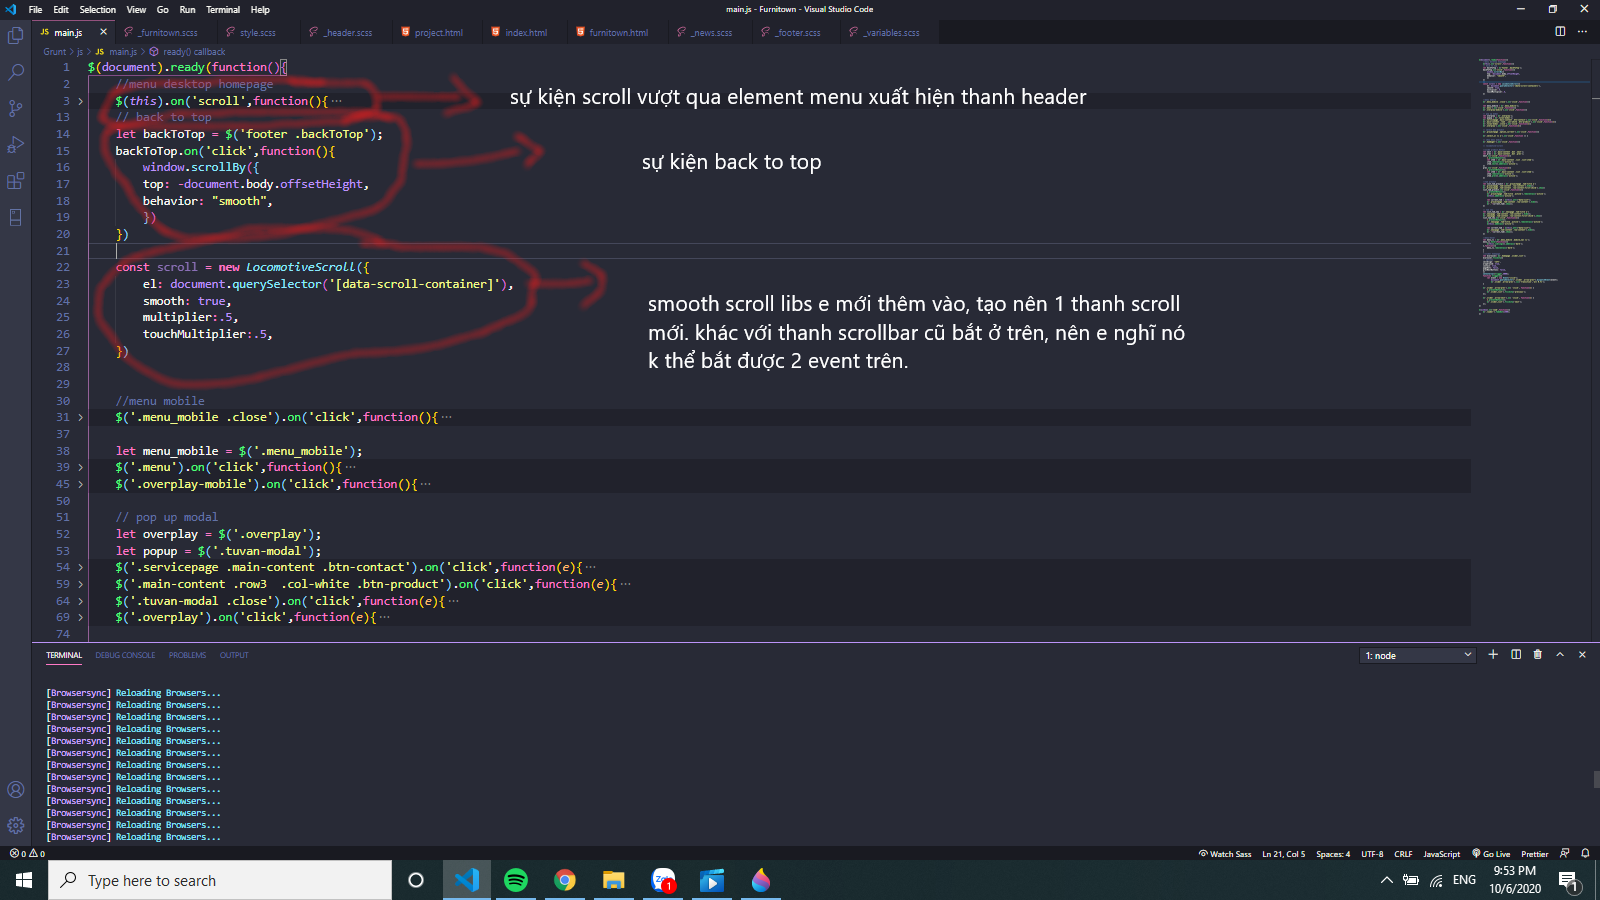 File Edit Selection View Go Run Terminal Help
main.js - Furnitown - Visual Studio Code
JS main.js × _furnitown.scss style.scss _header.scss project.html index.html furnitown.html _news.scss _footer.scss _variables.scss
Grunt > js > JS main.js > ready() callback
1 $(document).ready(function(){
2 //menu desktop homepage
3 > $(this).on('scroll',function(){ ···
13 // back to top
14 let backToTop = $('footer .backToTop');
15 backToTop.on('click',function(){
16 window.scrollBy({
17 top: -document.body.offsetHeight,
18 behavior: "smooth",
19 })
20 })
21
22 const scroll = new LocomotiveScroll({
23 el: document.querySelector('[data-scroll-container]'),
24 smooth: true,
25 multiplier:.5,
26 touchMultiplier:.5,
27 })
28
29
30 //menu mobile
31 > $('.menu_mobile .close').on('click',function(){ ···
37
38 let menu_mobile = $('.menu_mobile');
39 > $('.menu').on('click',function(){ ···
45 > $('.overplay-mobile').on('click',function(){ ···
50
51 // pop up modal
52 let overplay = $('.overplay');
53 let popup = $('.tuvan-modal');
54 > $('.servicepage .main-content .btn-contact').on('click',function(e){ ···
59 > $('.main-content .row3  .col-white .btn-product').on('click',function(e){ ···
64 > $('.tuvan-modal .close').on('click',function(e){ ···
69 > $('.overplay').on('click',function(e){ ···
74
sự kiện scroll vượt qua element menu xuất hiện thanh header
sự kiện back to top
smooth scroll libs e mới thêm vào, tạo nên 1 thanh scroll
mới. khác với thanh scrollbar cũ bắt ở trên, nên e nghĩ nó
k thể bắt được 2 event trên.
TERMINAL DEBUG CONSOLE PROBLEMS OUTPUT
1: node
[Browsersync] Reloading Browsers...
[Browsersync] Reloading Browsers...
[Browsersync] Reloading Browsers...
[Browsersync] Reloading Browsers...
[Browsersync] Reloading Browsers...
[Browsersync] Reloading Browsers...
[Browsersync] Reloading Browsers...
[Browsersync] Reloading Browsers...
[Browsersync] Reloading Browsers...
[Browsersync] Reloading Browsers...
[Browsersync] Reloading Browsers...
[Browsersync] Reloading Browsers...
[Browsersync] Reloading Browsers...
0 0
Watch Sass Ln 21, Col 5 Spaces: 4 UTF-8 CRLF JavaScript Go Live Prettier
Type here to search
Zalo 1
ENG
9:53 PM
10/6/2020
1